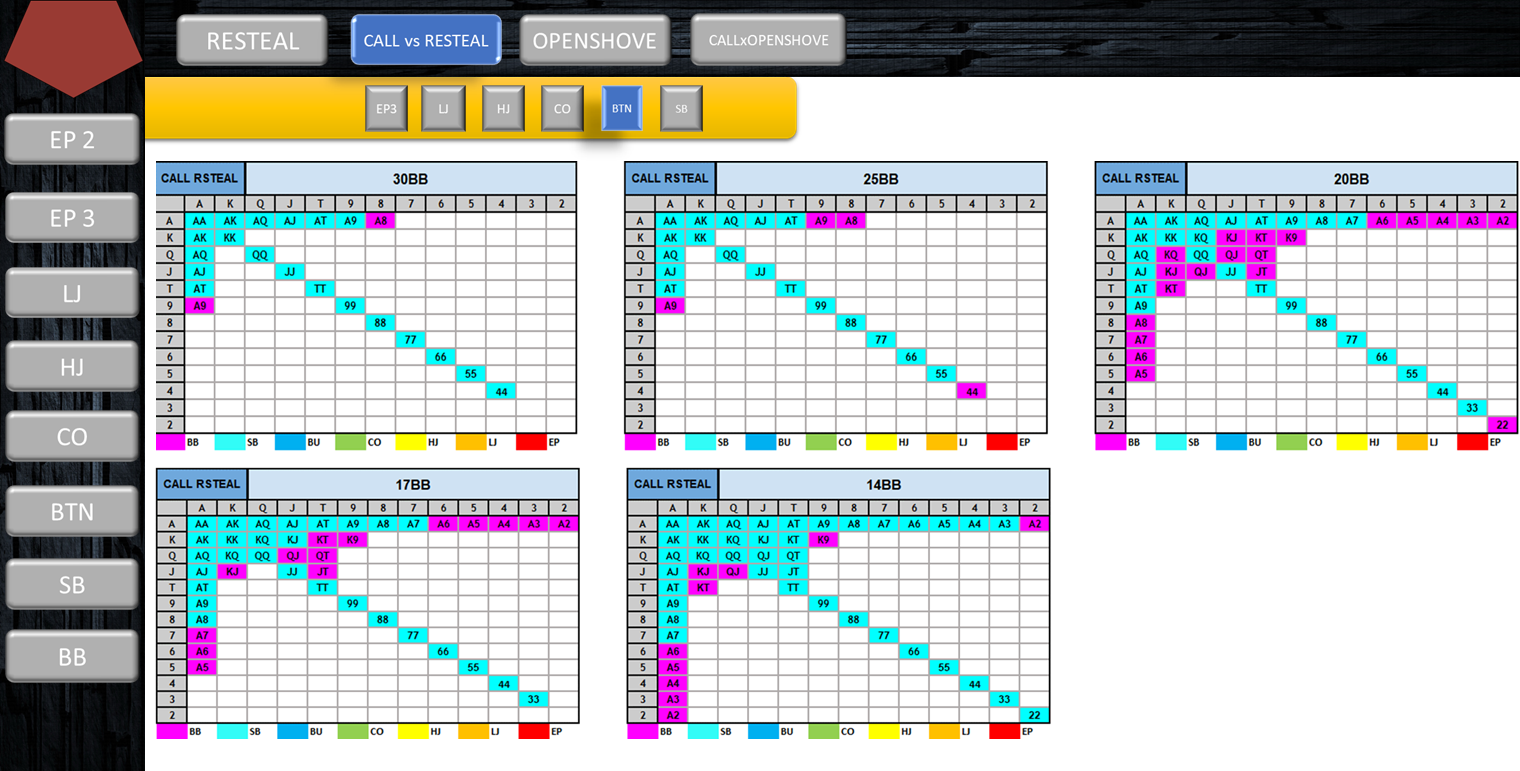 RESTEAL CALL vs RESTEAL OPENSHOVE CALLxOPENSHOVE
EP3 LJ HJ CO BTN SB
EP 2
EP 3
LJ
HJ
CO
BTN
SB
BB
CALL RSTEAL 30BB
A K Q J T 9 8 7 6 5 4 3 2
A AA AK AQ AJ AT A9 A8
K AK KK
Q AQ QQ
J AJ JJ
T AT TT
9 A9 99
8 88
7 77
6 66
5 55
4 44
3
2
BB SB BU CO HJ LJ EP
CALL RSTEAL 25BB
A K Q J T 9 8 7 6 5 4 3 2
A AA AK AQ AJ AT A9 A8
K AK KK
Q AQ QQ
J AJ JJ
T AT TT
9 A9 99
8 88
7 77
6 66
5 55
4 44
3
2
BB SB BU CO HJ LJ EP
CALL RSTEAL 20BB
A K Q J T 9 8 7 6 5 4 3 2
A AA AK AQ AJ AT A9 A8 A7 A6 A5 A4 A3 A2
K AK KK KQ KJ KT K9
Q AQ KQ QQ QJ QT
J AJ KJ QJ JJ JT
T AT KT TT
9 A9 99
8 A8 88
7 A7 77
6 A6 66
5 A5 55
4 44
3 33
2 22
BB SB BU CO HJ LJ EP
CALL RSTEAL 17BB
A K Q J T 9 8 7 6 5 4 3 2
A AA AK AQ AJ AT A9 A8 A7 A6 A5 A4 A3 A2
K AK KK KQ KJ KT K9
Q AQ KQ QQ QJ QT
J AJ KJ JJ JT
T AT TT
9 A9 99
8 A8 88
7 A7 77
6 A6 66
5 A5 55
4 44
3 33
2
BB SB BU CO HJ LJ EP
CALL RSTEAL 14BB
A K Q J T 9 8 7 6 5 4 3 2
A AA AK AQ AJ AT A9 A8 A7 A6 A5 A4 A3 A2
K AK KK KQ KJ KT K9
Q AQ KQ QQ QJ QT
J AJ KJ QJ JJ JT
T AT KT TT
9 A9 99
8 A8 88
7 A7 77
6 A6 66
5 A5 55
4 A4 44
3 A3 33
2 A2 22
BB SB BU CO HJ LJ EP